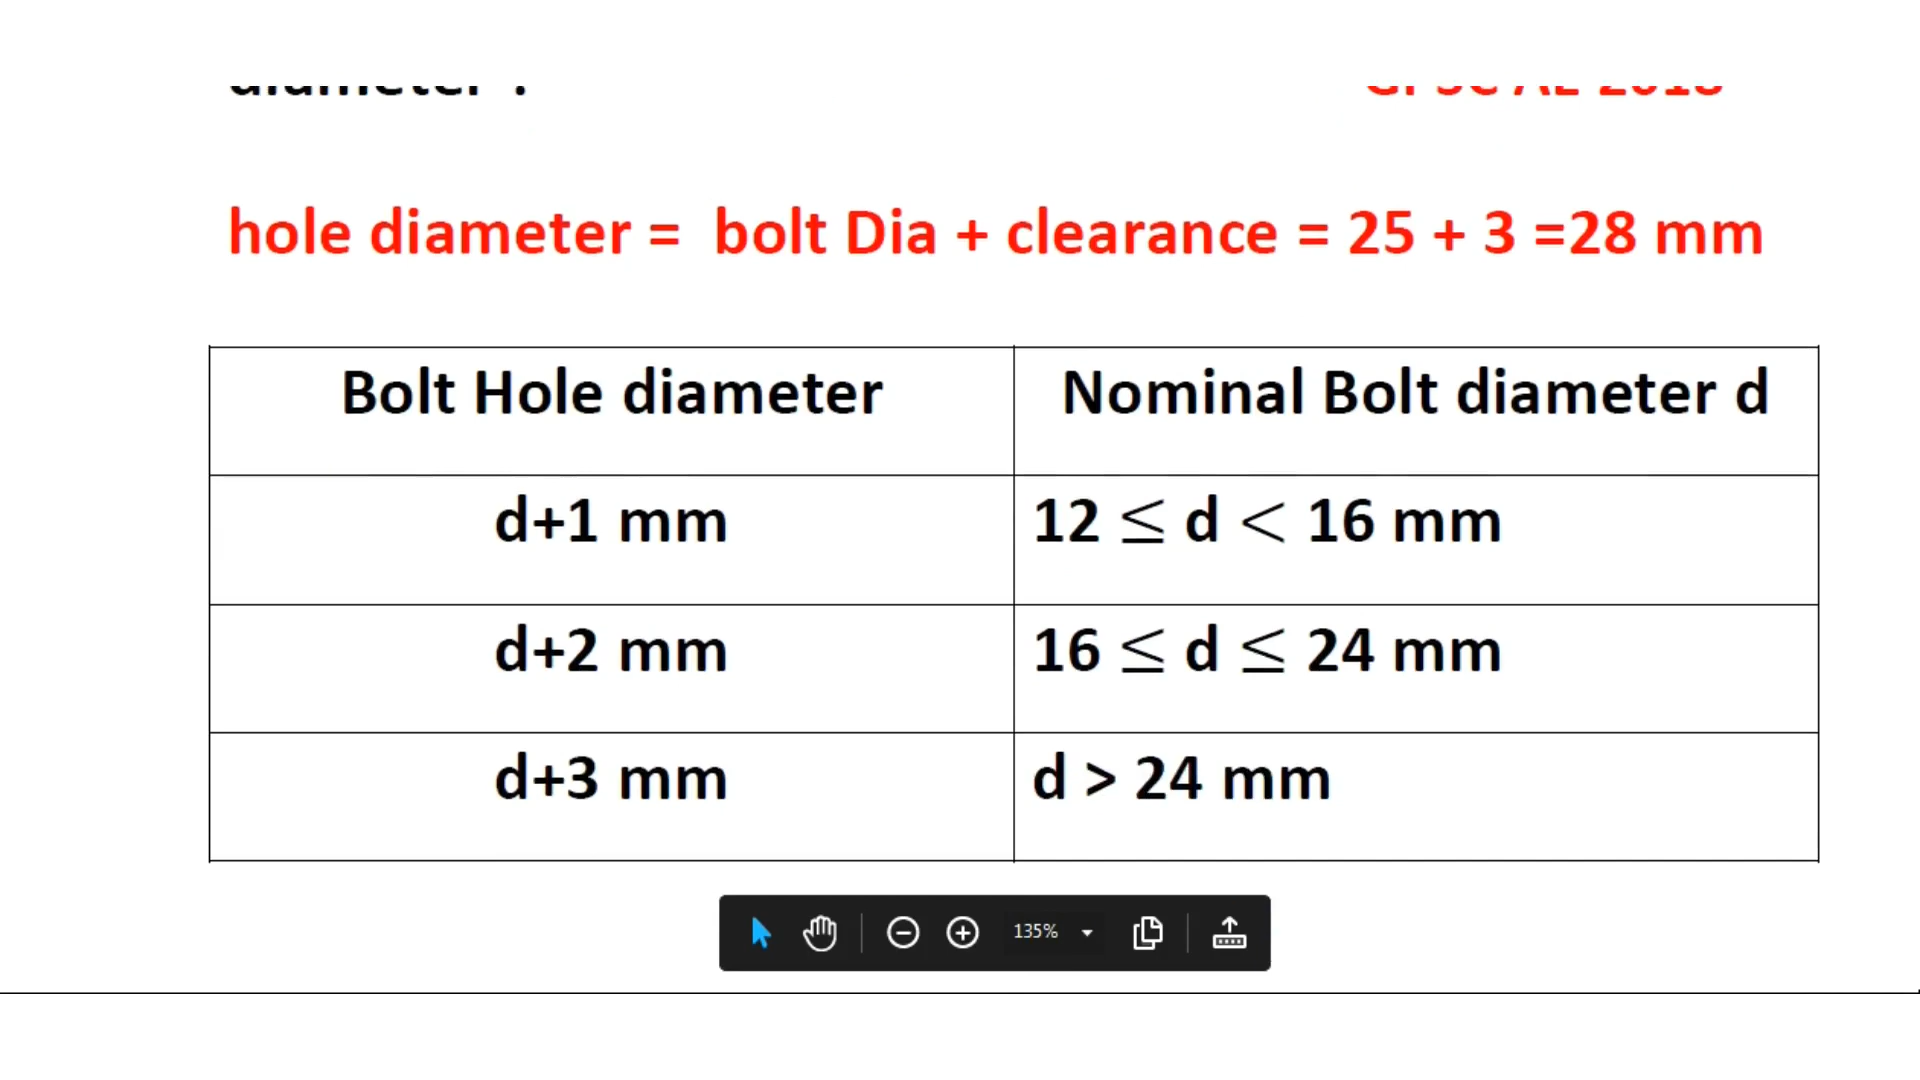 diameter ?
hole diameter = bolt Dia + clearance = 25 + 3 =28 mm
Bolt Hole diameter Nominal Bolt diameter d
d+1 mm 12 ≤ d < 16 mm
d+2 mm 16 ≤ d ≤ 24 mm
d+3 mm d > 24 mm
135%